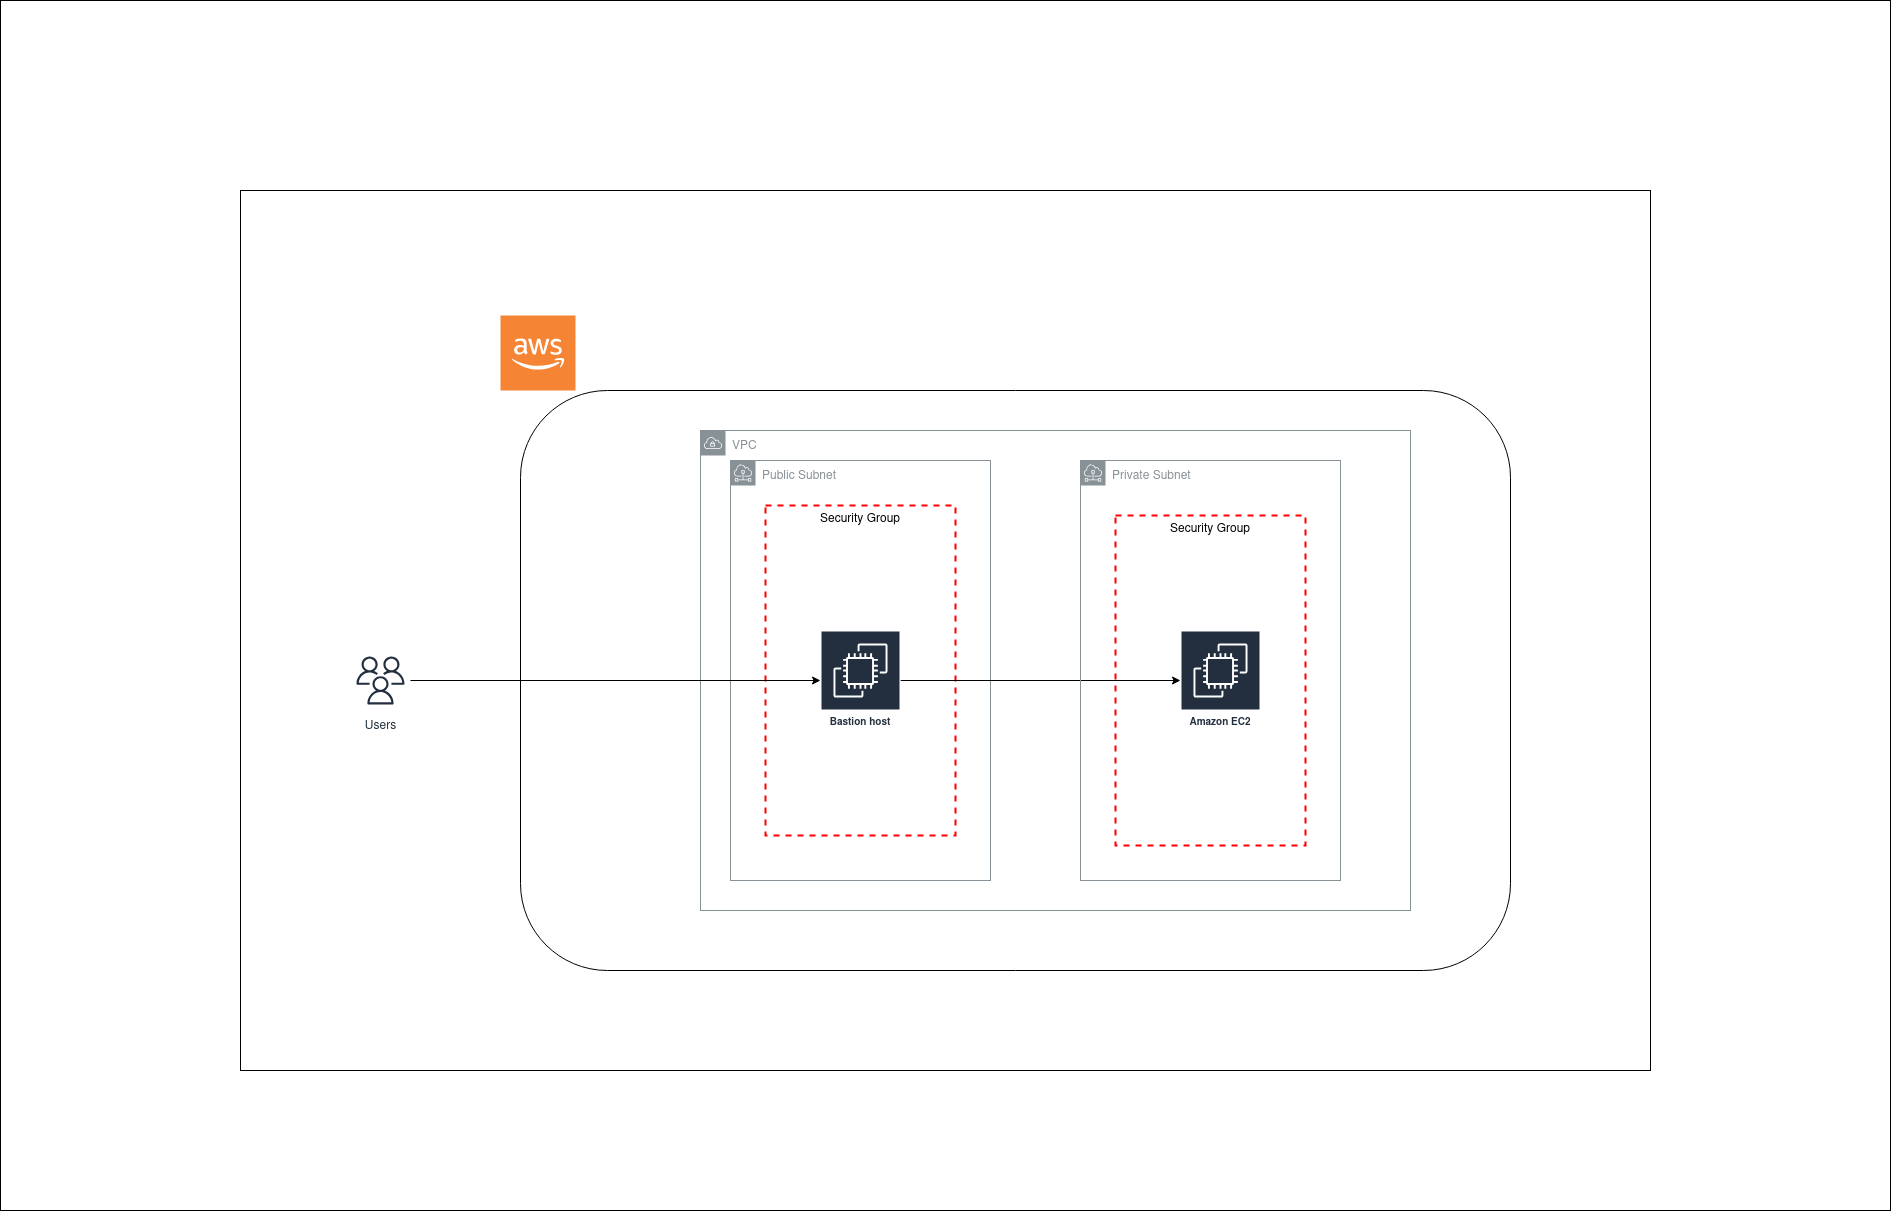 aws
VPC
Public Subnet
Private Subnet
Security Group
Security Group
Users
Bastion host
Amazon EC2